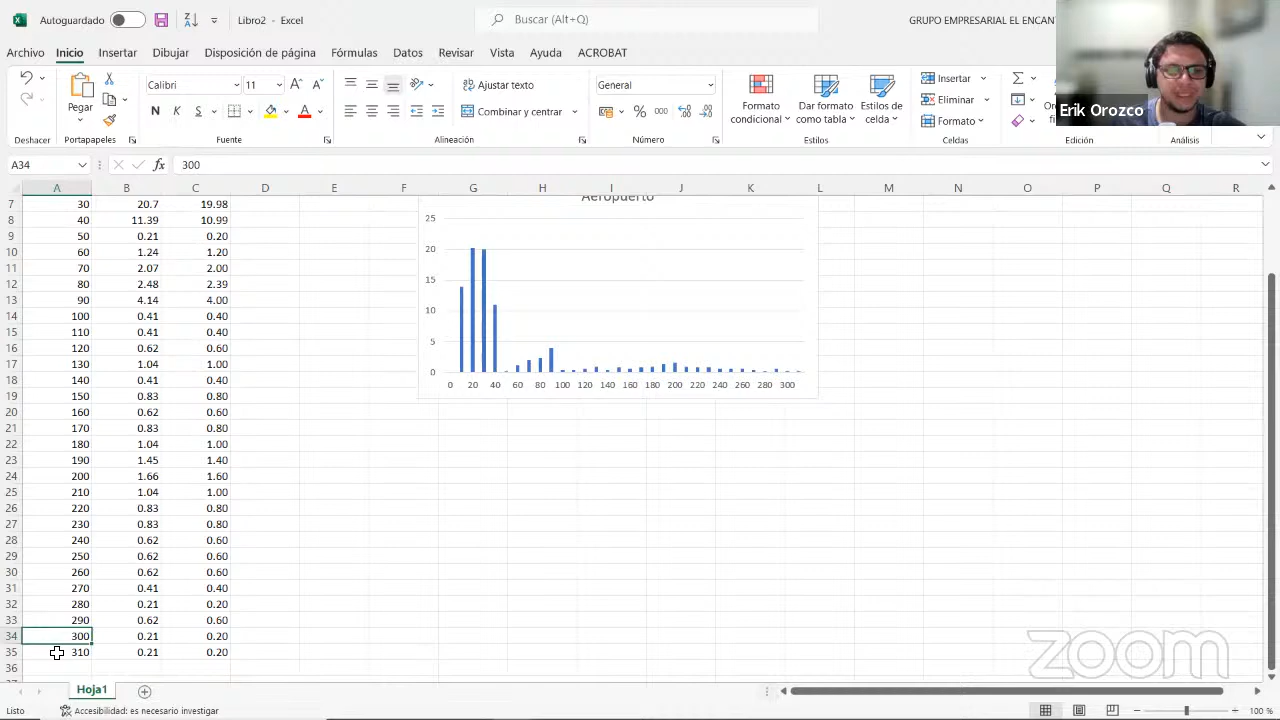 Autoguardado Libro2 - Excel Buscar (Alt+Q) GRUPO EMPRESARIAL EL ENCAN
Archivo Inicio Insertar Dibujar Disposición de página Fórmulas Datos Revisar Vista Ayuda ACROBAT
Pegar Calibri 11 Ajustar texto General Formato condicional Dar formato como tabla Estilos de celda Insertar
N K S Combinar y centrar % 000 Eliminar
Formato
Erik Orozco
Deshacer Portapapeles Fuente Alineación Número Estilos Celdas Edición Análisis
A34 fx 300
A B C D E F G H I J K L M N O P Q R
7 30 20.7 19.98
8 40 11.39 10.99
9 50 0.21 0.20
10 60 1.24 1.20
11 70 2.07 2.00
12 80 2.48 2.39
13 90 4.14 4.00
14 100 0.41 0.40
15 110 0.41 0.40
16 120 0.62 0.60
17 130 1.04 1.00
18 140 0.41 0.40
19 150 0.83 0.80
20 160 0.62 0.60
21 170 0.83 0.80
22 180 1.04 1.00
23 190 1.45 1.40
24 200 1.66 1.60
25 210 1.04 1.00
26 220 0.83 0.80
27 230 0.83 0.80
28 240 0.62 0.60
29 250 0.62 0.60
30 260 0.62 0.60
31 270 0.41 0.40
32 280 0.21 0.20
33 290 0.62 0.60
34 300 0.21 0.20
35 310 0.21 0.20
36
Aeropuerto
25
20
15
10
5
0
0 20 40 60 80 100 120 140 160 180 200 220 240 260 280 300
zoom
Hoja1
Listo Accesibilidad: es necesario investigar 100 %